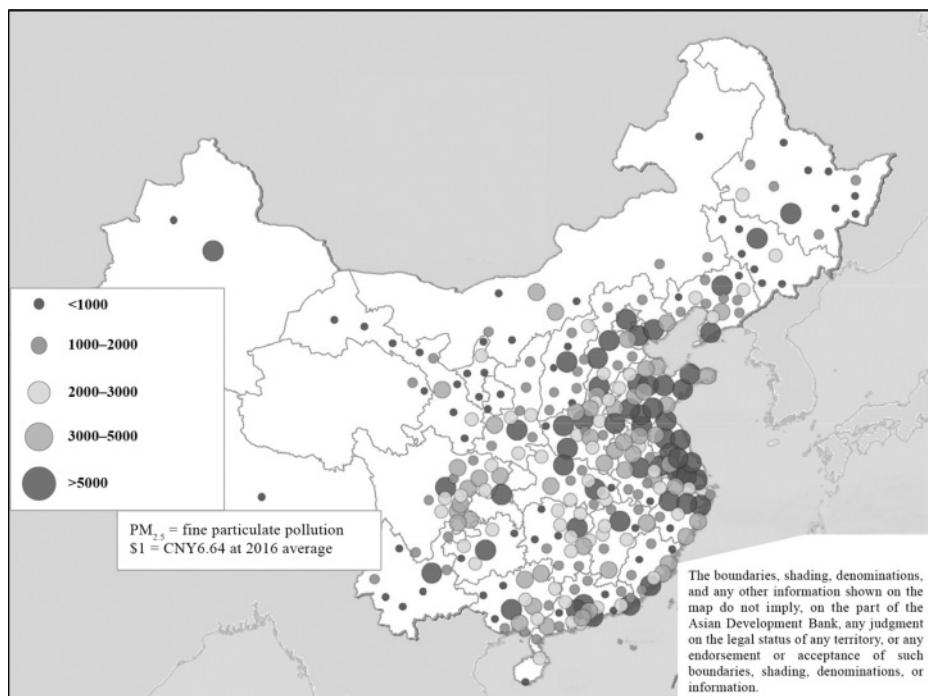 <1000
1000–2000
2000–3000
3000–5000
>5000
PM2.5 = fine particulate pollution
$1 = CNY6.64 at 2016 average
The boundaries, shading, denominations,
and any other information shown on the
map do not imply, on the part of the
Asian Development Bank, any judgment
on the legal status of any territory, or any
endorsement or acceptance of such
boundaries, shading, denominations, or
information.